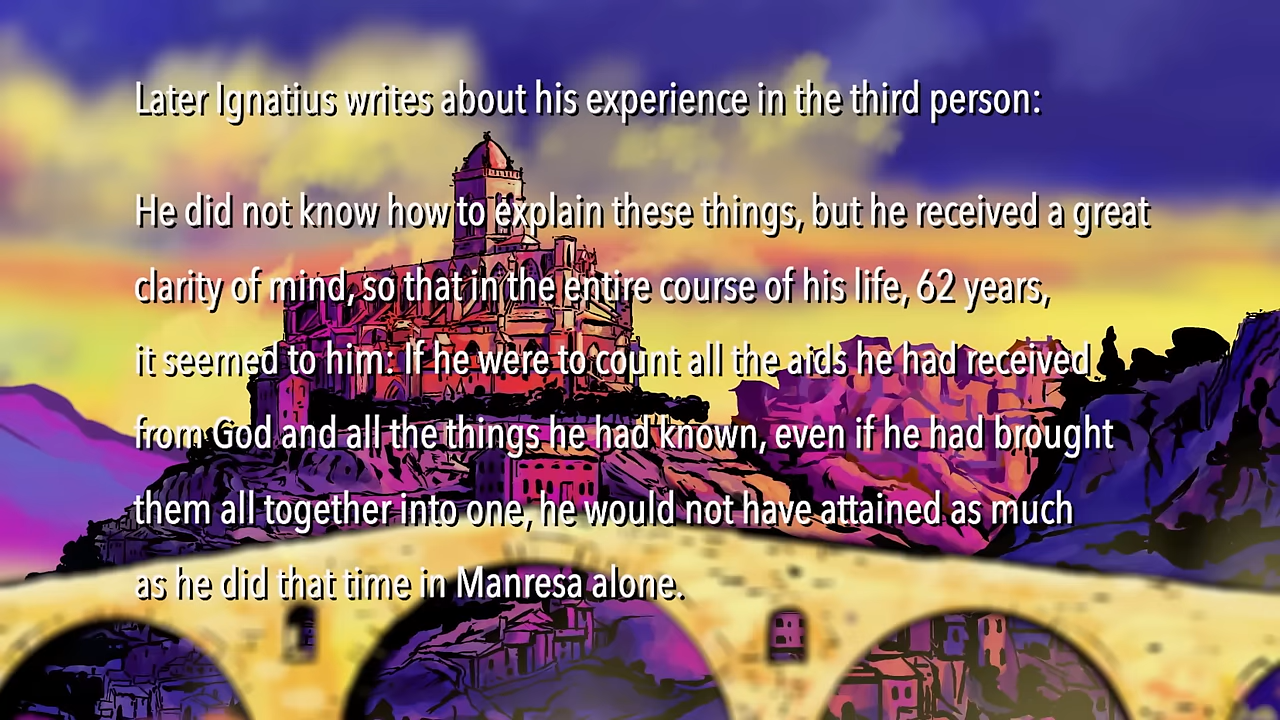 Later Ignatius writes about his experience in the third person:
He did not know how to explain these things, but he received a great
clarity of mind, so that in the entire course of his life, 62 years,
it seemed to him: If he were to count all the aids he had received
from God and all the things he had known, even if he had brought
them all together into one, he would not have attained as much
as he did that time in Manresa alone.